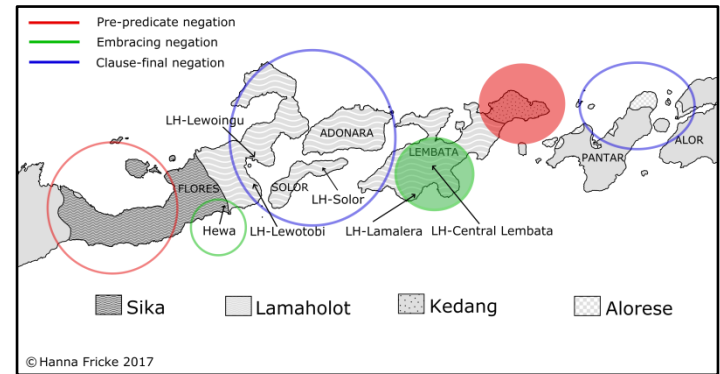 Pre-predicate negation
Embracing negation
Clause-final negation
LH-Lewoingu
ADONARA
LEMBATA
ALOR
PANTAR
FLORES
SOLOR
LH-Solor
Hewa
LH-Lewotobi
LH-Lamalera
LH-Central Lembata
Sika
Lamaholot
Kedang
Alorese
© Hanna Fricke 2017